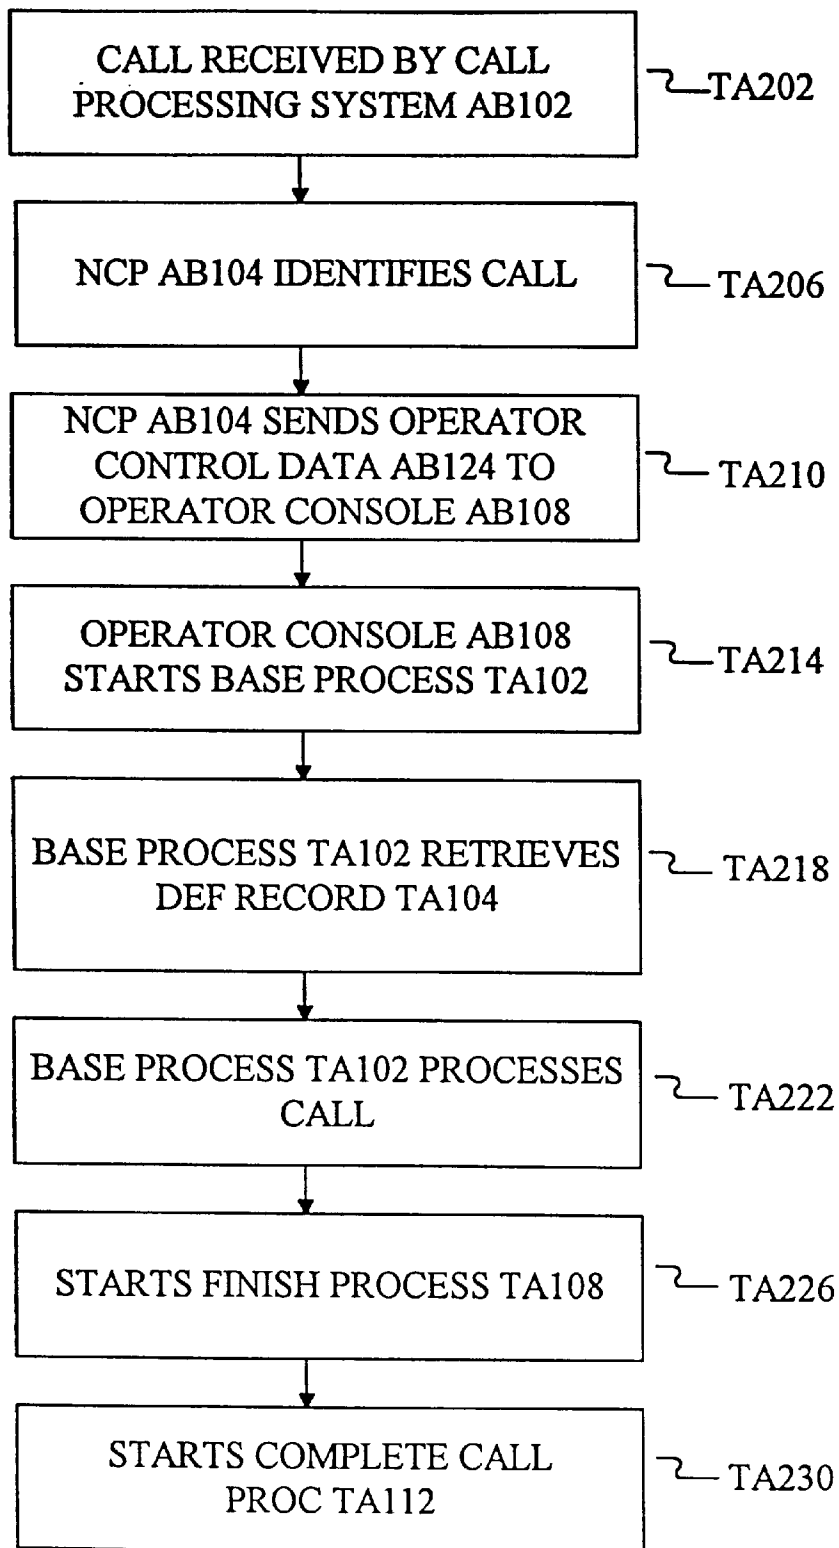 CALL RECEIVED BY CALL
PROCESSING SYSTEM AB102
TA202
NCP AB104 IDENTIFIES CALL
TA206
NCP AB104 SENDS OPERATOR
CONTROL DATA AB124 TO
OPERATOR CONSOLE AB108
TA210
OPERATOR CONSOLE AB108
STARTS BASE PROCESS TA102
TA214
BASE PROCESS TA102 RETRIEVES
DEF RECORD TA104
TA218
BASE PROCESS TA102 PROCESSES
CALL
TA222
STARTS FINISH PROCESS TA108
TA226
STARTS COMPLETE CALL
PROC TA112
TA230